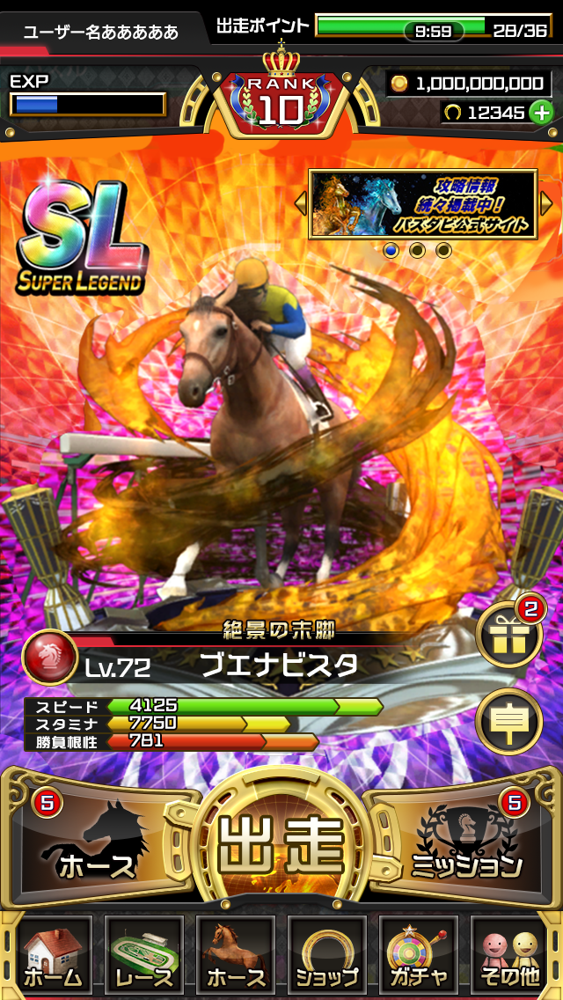 ユーザー名あああああ
出走ポイント
9:59
28/36
EXP
RANK
10
1,000,000,000
12345
SL
SUPER LEGEND
攻略情報
続々掲載中!
パズダビ公式サイト
2
絶景の末脚
Lv.72
ブエナビスタ
スピード 4125
スタミナ 7750
勝負根性 781
5
ホース
出走
5
ミッション
ホーム
レース
ホース
ショップ
ガチャ
その他